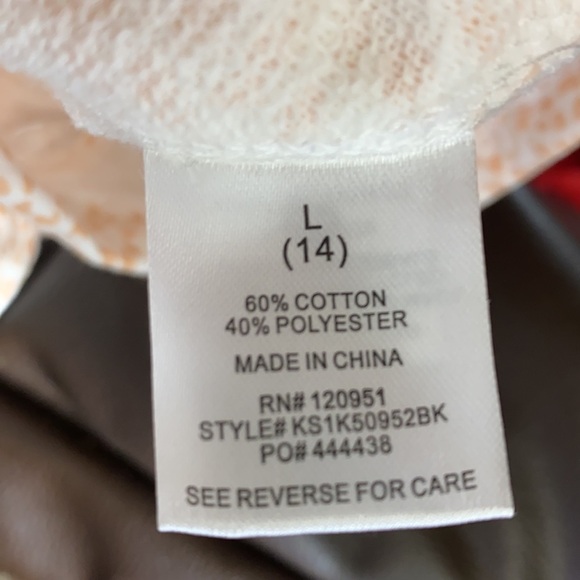 L
(14)
60% COTTON
40% POLYESTER
MADE IN CHINA
RN# 120951
STYLE# KS1K50952BK
PO# 444438
SEE REVERSE FOR CARE